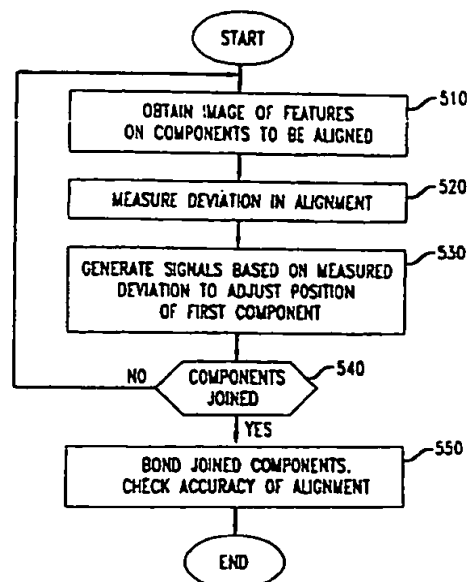 START
510
OBTAIN IMAGE OF FEATURES
ON COMPONENTS TO BE ALIGNED
520
MEASURE DEVIATION IN ALIGNMENT
530
GENERATE SIGNALS BASED ON MEASURED
DEVIATION TO ADJUST POSITION
OF FIRST COMPONENT
540
NO
COMPONENTS
JOINED
YES
550
BOND JOINED COMPONENTS.
CHECK ACCURACY OF ALIGNMENT
END